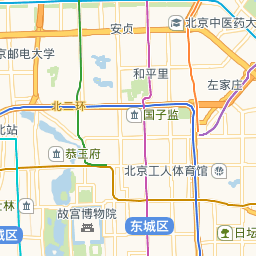 北京中医药大
安贞
京邮电大学
和平里
左家庄
北二环
国子监
北站
恭王府
北京工人体育馆
士林
故宫博物院
东城区
城区
日坛